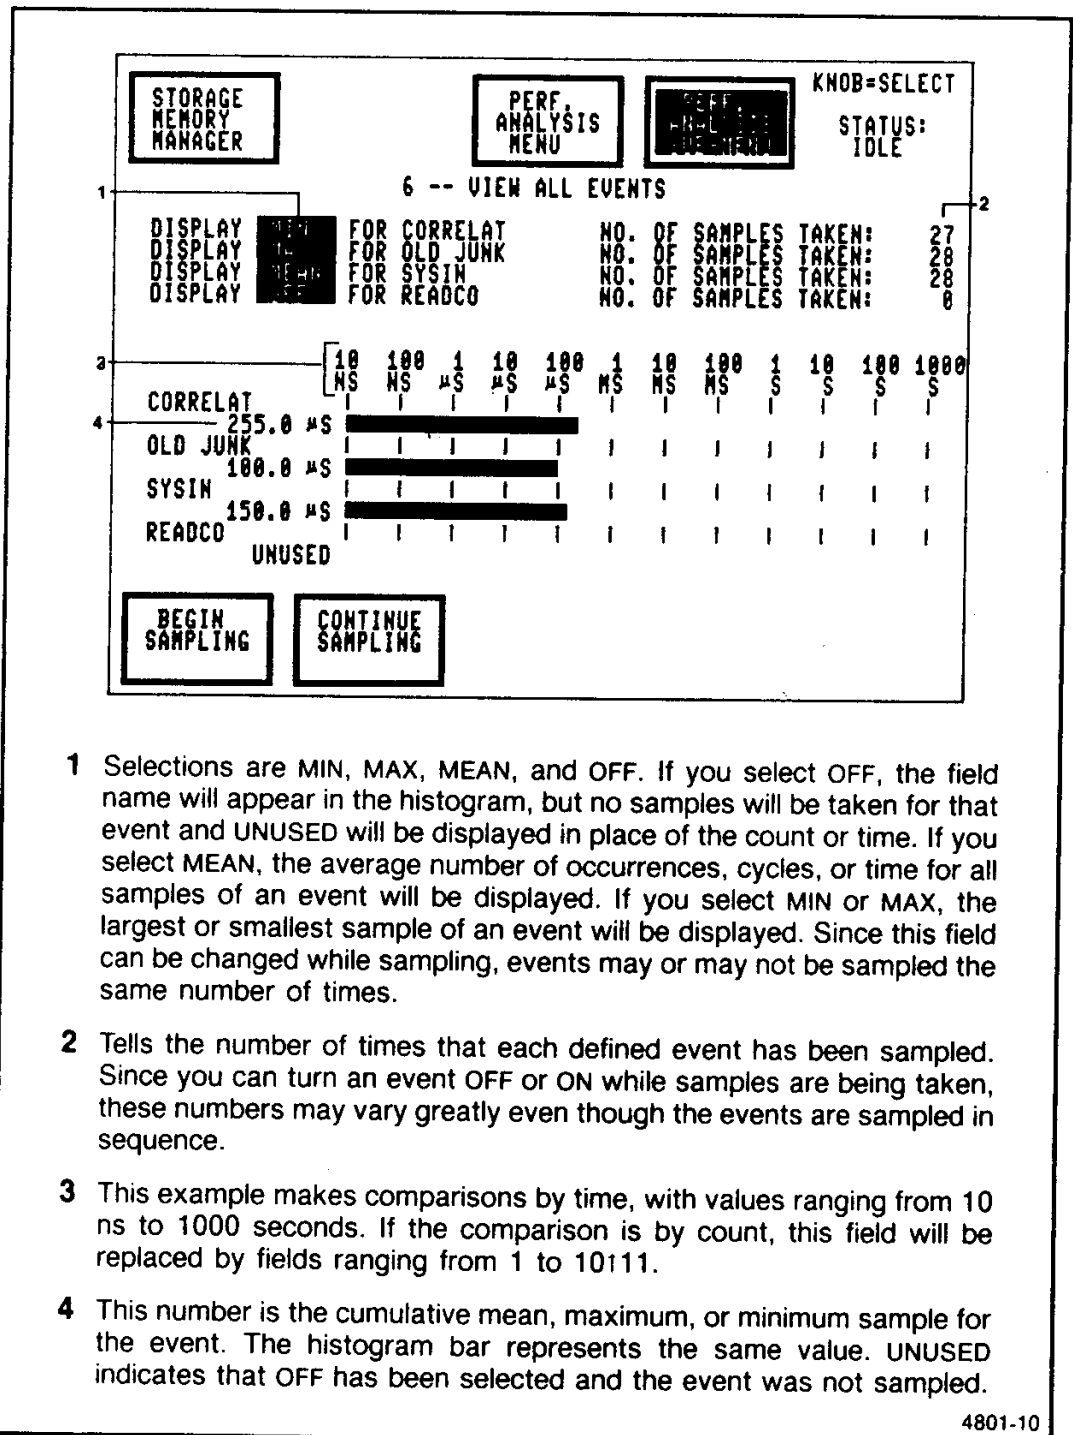 STORAGE
MEMORY
MANAGER
PERF.
ANALYSIS
MENU
KNOB=SELECT
STATUS:
IDLE
6 -- VIEW ALL EVENTS
1
2
DISPLAY FOR CORRELAT NO. OF SAMPLES TAKEN: 27
DISPLAY FOR OLD JUNK NO. OF SAMPLES TAKEN: 28
DISPLAY MEAN FOR SYSIN NO. OF SAMPLES TAKEN: 28
DISPLAY FOR READCO NO. OF SAMPLES TAKEN: 0
3
10 100 1 10 100 1 10 100 1 10 100 1000
NS NS µS µS µS MS MS MS S S S S
CORRELAT
4
255.0 µS
OLD JUNK
100.0 µS
SYSIN
150.0 µS
READCO
UNUSED
BEGIN
SAMPLING
CONTINUE
SAMPLING
1 Selections are MIN, MAX, MEAN, and OFF. If you select OFF, the field
name will appear in the histogram, but no samples will be taken for that
event and UNUSED will be displayed in place of the count or time. If you
select MEAN, the average number of occurrences, cycles, or time for all
samples of an event will be displayed. If you select MIN or MAX, the
largest or smallest sample of an event will be displayed. Since this field
can be changed while sampling, events may or may not be sampled the
same number of times.
2 Tells the number of times that each defined event has been sampled.
Since you can turn an event OFF or ON while samples are being taken,
these numbers may vary greatly even though the events are sampled in
sequence.
3 This example makes comparisons by time, with values ranging from 10
ns to 1000 seconds. If the comparison is by count, this field will be
replaced by fields ranging from 1 to 10↑11.
4 This number is the cumulative mean, maximum, or minimum sample for
the event. The histogram bar represents the same value. UNUSED
indicates that OFF has been selected and the event was not sampled.
4801-10